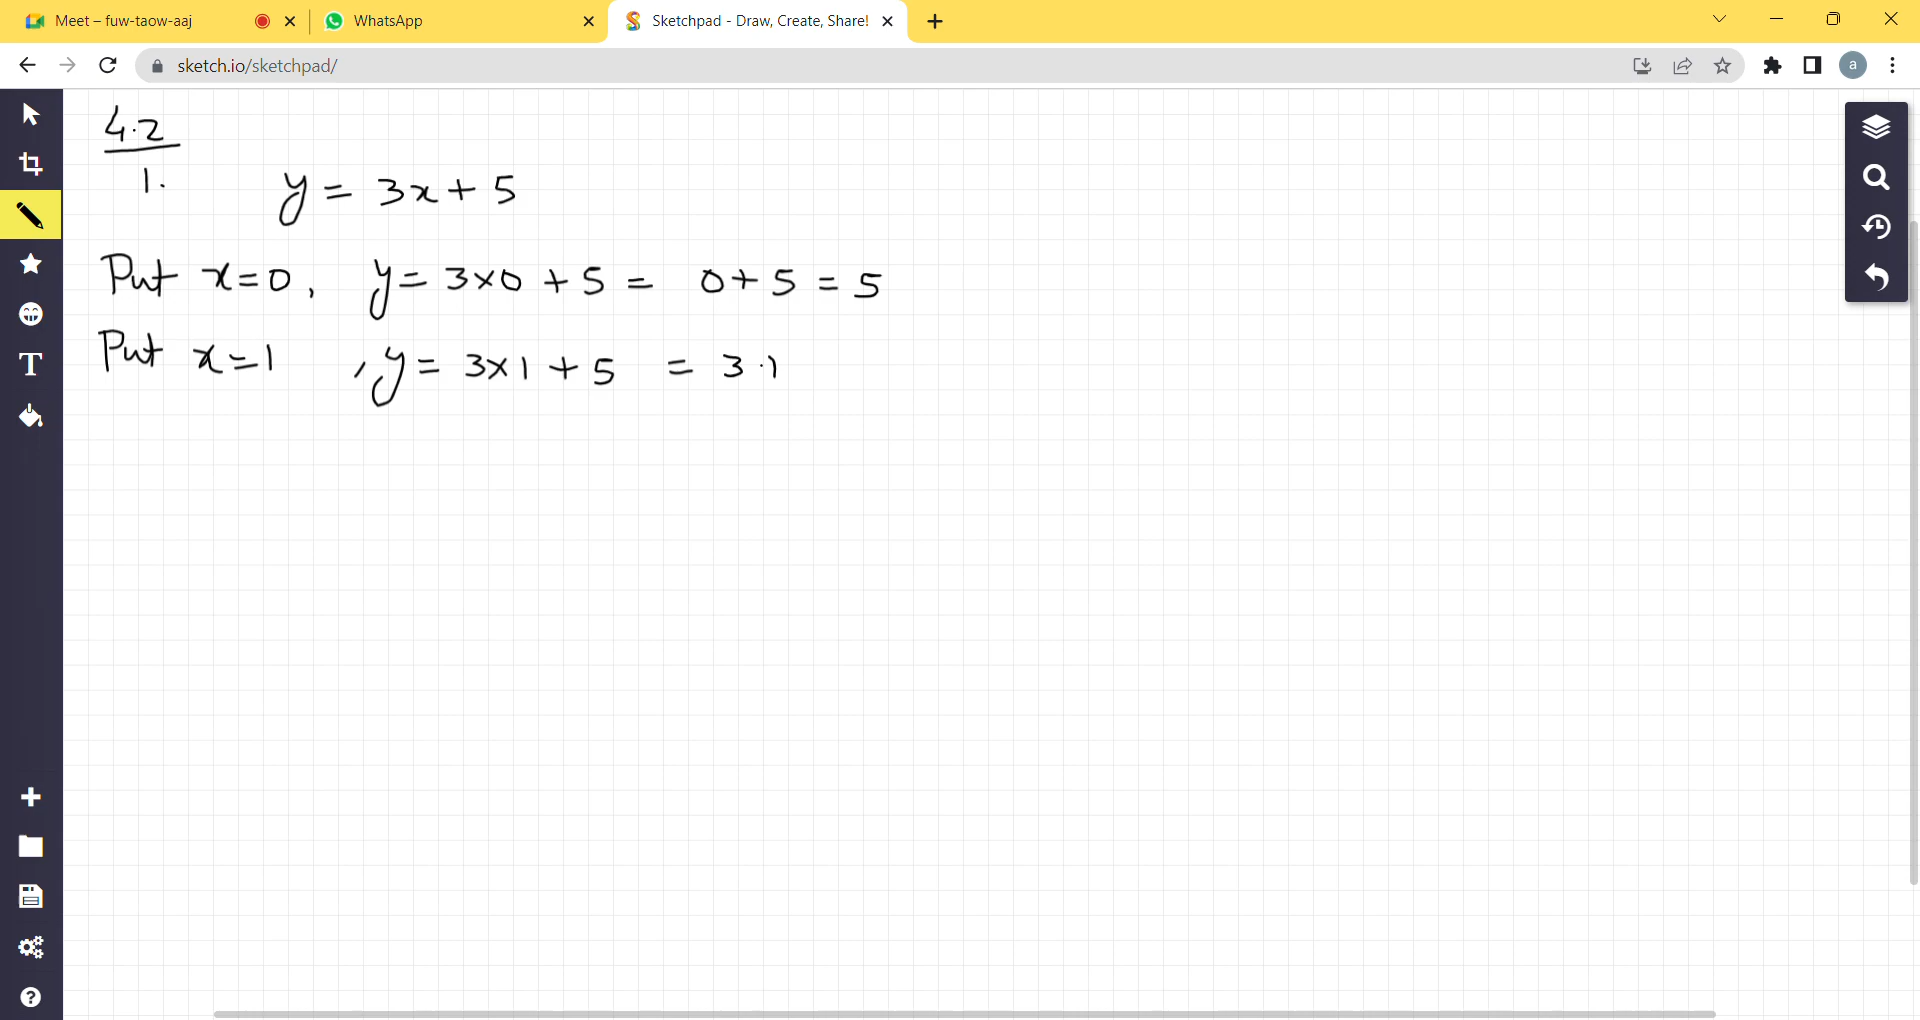 Meet – fuw-taow-aaj
WhatsApp
Sketchpad - Draw, Create, Share!
sketch.io/sketchpad/
a
4.2
1.
y = 3x + 5
Put x=0, y= 3×0 + 5 = 0+5 = 5
Put x=1 , y= 3×1 + 5 = 3·1
T
?